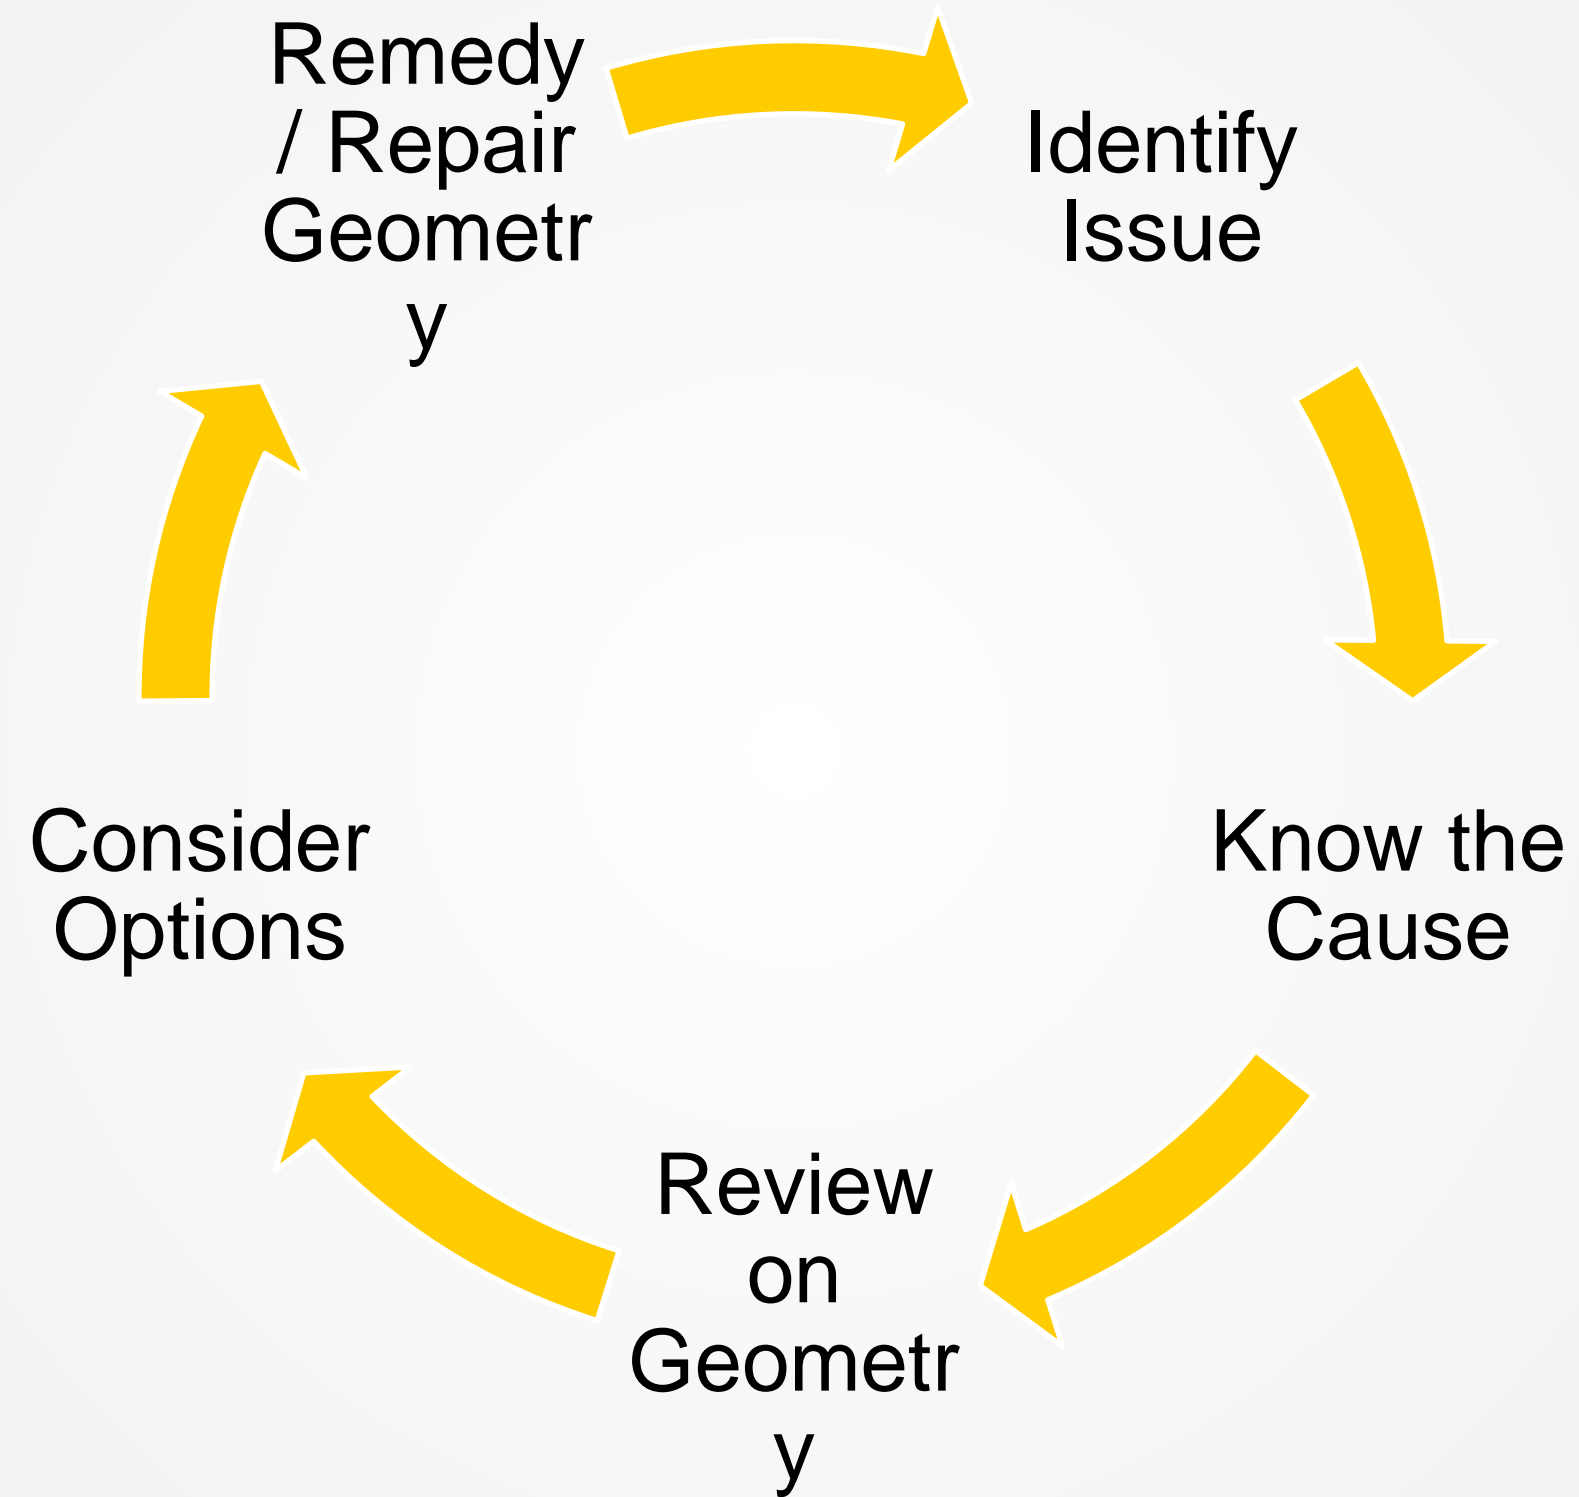 Remedy
/ Repair
Geometr
y
Identify
Issue
Know the
Cause
Review
on
Geometr
y
Consider
Options